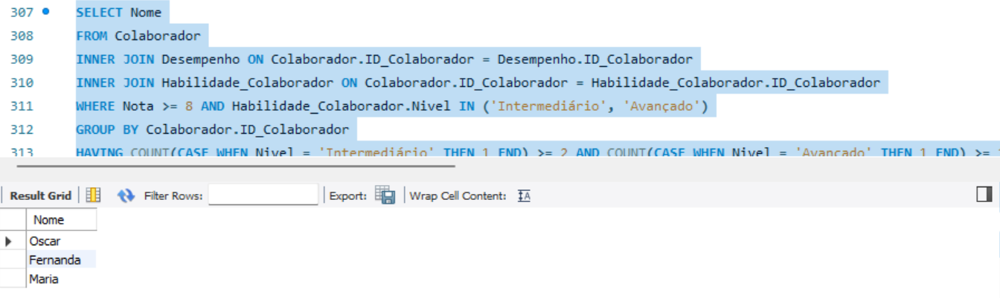 307 SELECT Nome
308 FROM Colaborador
309 INNER JOIN Desempenho ON Colaborador.ID_Colaborador = Desempenho.ID_Colaborador
310 INNER JOIN Habilidade_Colaborador ON Colaborador.ID_Colaborador = Habilidade_Colaborador.ID_Colaborador
311 WHERE Nota >= 8 AND Habilidade_Colaborador.Nivel IN ('Intermediário', 'Avançado')
312 GROUP BY Colaborador.ID_Colaborador
313 HAVING COUNT(CASE WHEN Nivel = 'Intermediário' THEN 1 END) >= 2 AND COUNT(CASE WHEN Nivel = 'Avançado' THEN 1 END) >=
Result Grid Filter Rows: Export: Wrap Cell Content: IA
Nome
Oscar
Fernanda
Maria